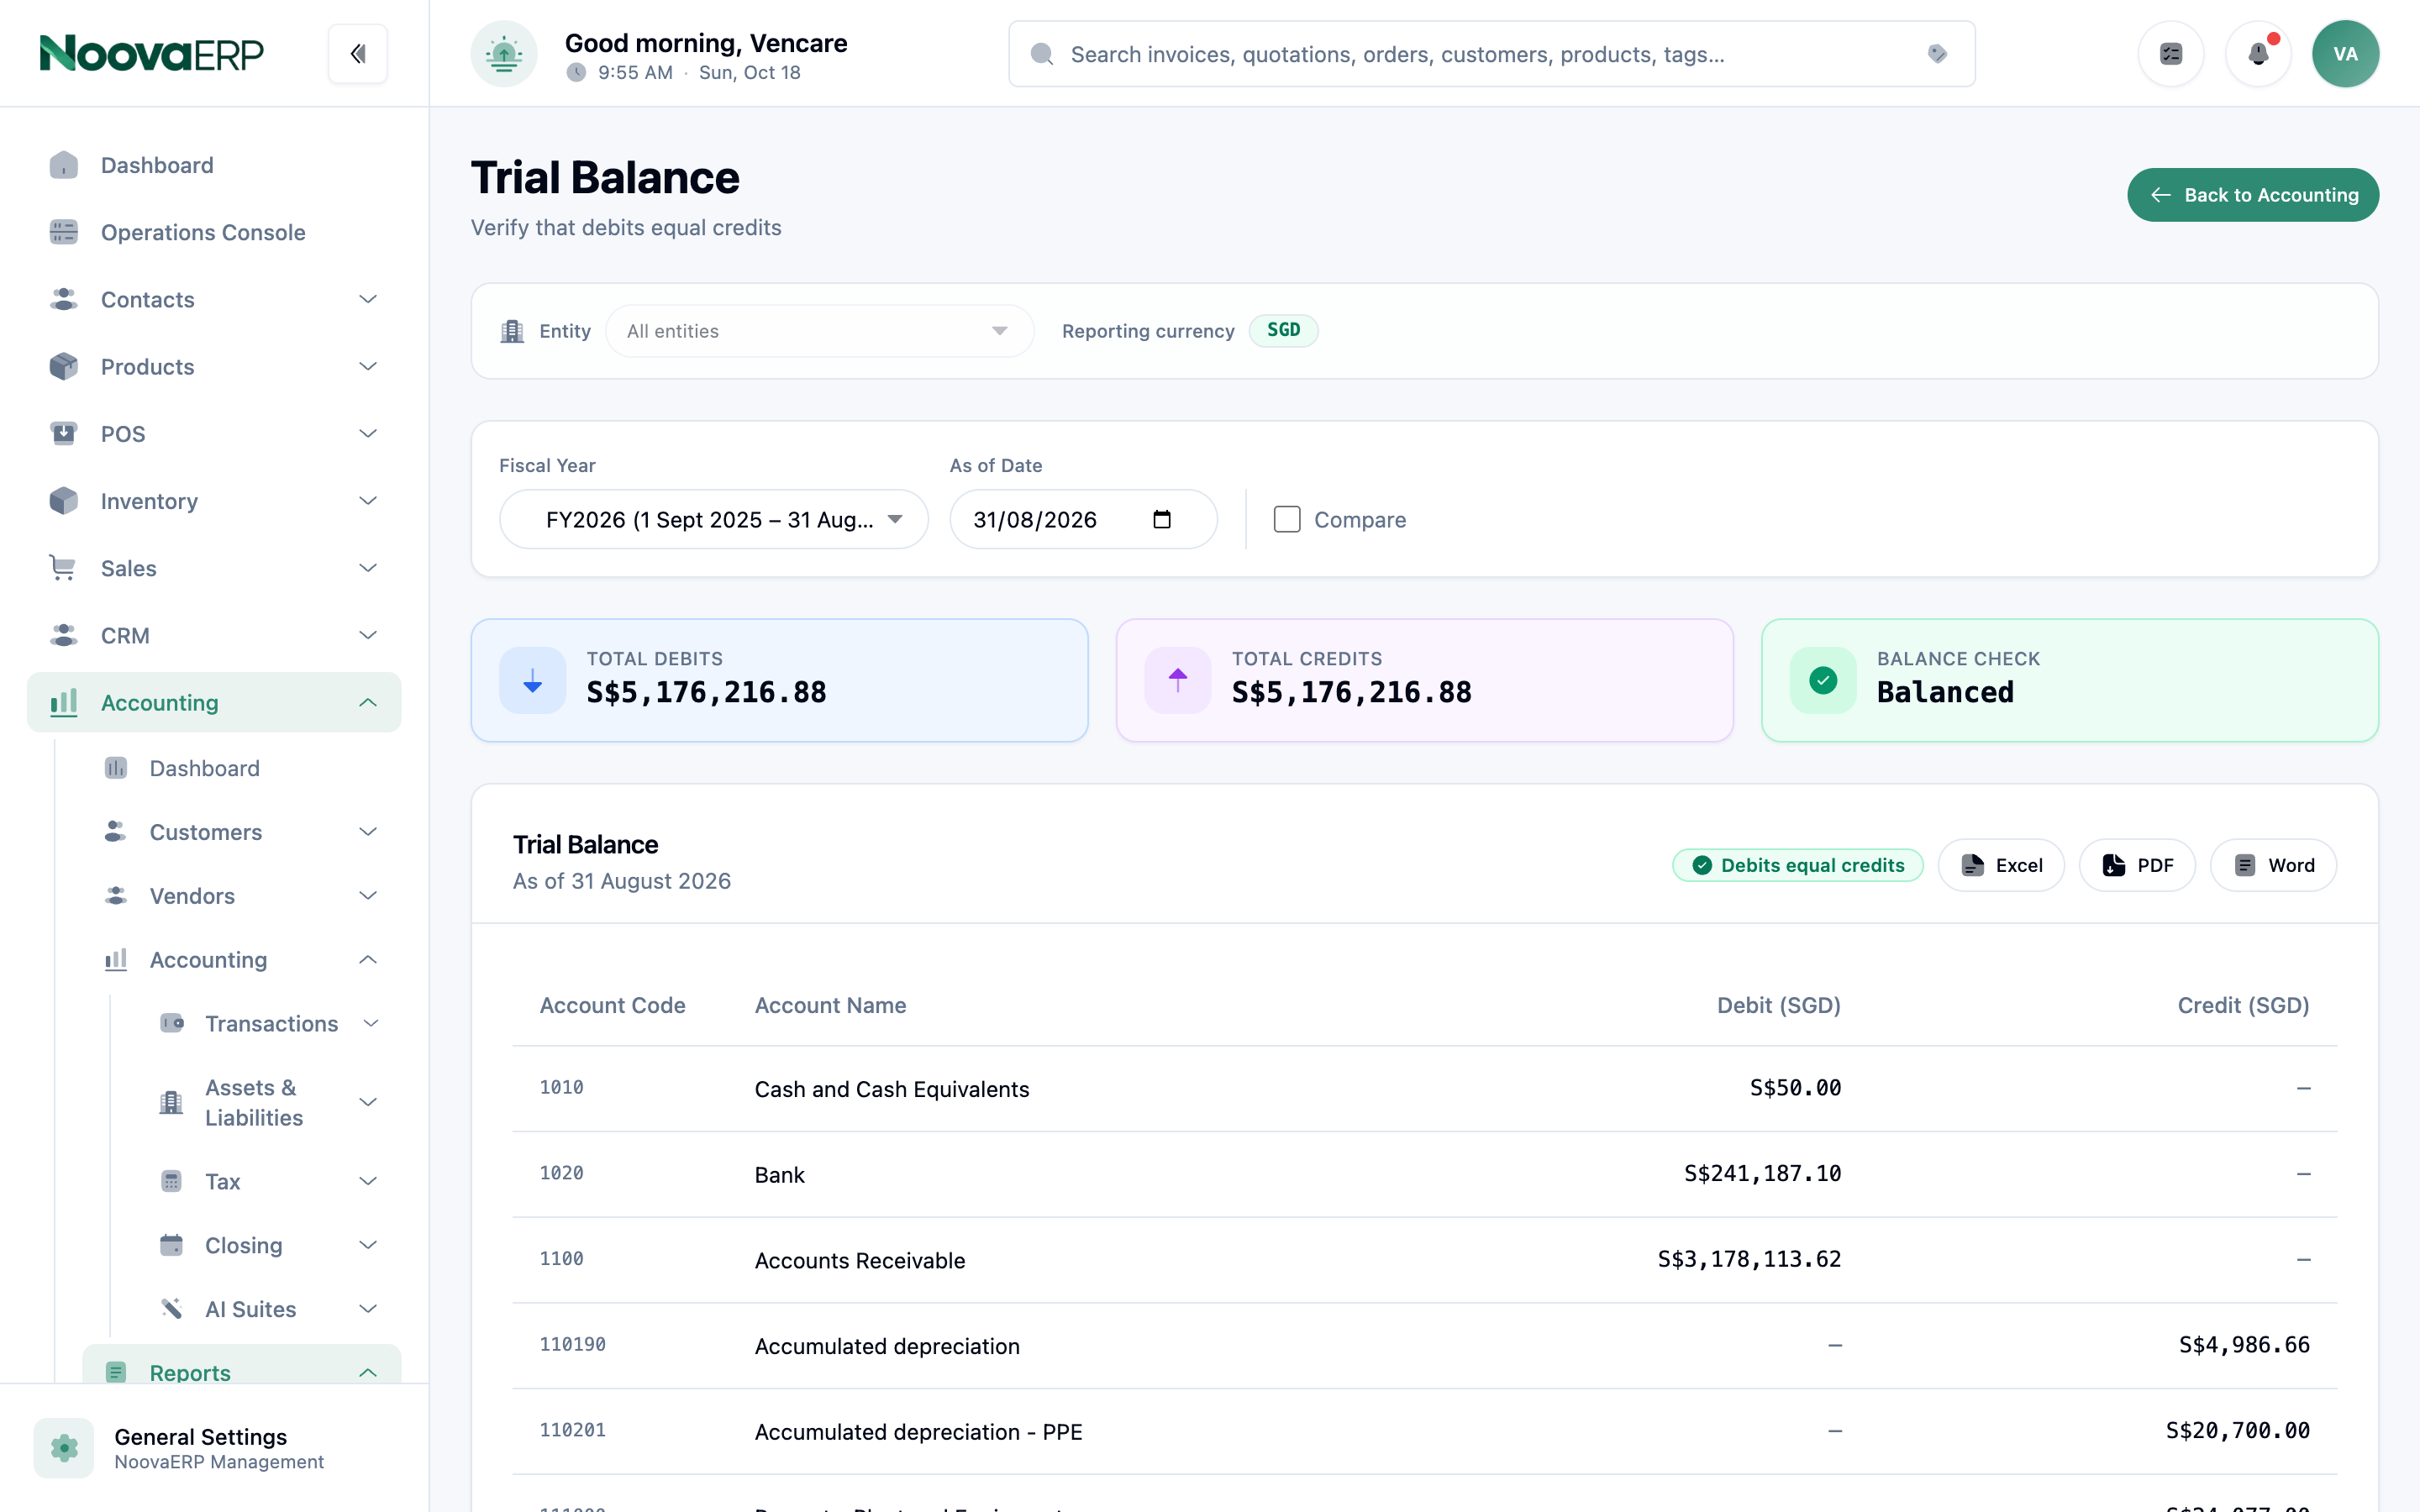 NoovaERP
Good morning, Vencare
9:55 AM · Sun, Oct 18
Search invoices, quotations, orders, customers, products, tags...
VA
Dashboard
Operations Console
Contacts
Products
POS
Inventory
Sales
CRM
Accounting
Dashboard
Customers
Vendors
Accounting
Transactions
Assets &
Liabilities
Tax
Closing
AI Suites
Reports
General Settings
NoovaERP Management
Trial Balance
Verify that debits equal credits
Back to Accounting
Entity All entities Reporting currency SGD
Fiscal Year As of Date
FY2026 (1 Sept 2025 – 31 Aug... 31/08/2026 Compare
TOTAL DEBITS
S$5,176,216.88
TOTAL CREDITS
S$5,176,216.88
BALANCE CHECK
Balanced
Trial Balance
As of 31 August 2026
Debits equal credits Excel PDF Word
Account Code Account Name Debit (SGD) Credit (SGD)
1010 Cash and Cash Equivalents S$50.00 –
1020 Bank S$241,187.10 –
1100 Accounts Receivable S$3,178,113.62 –
110190 Accumulated depreciation – S$4,986.66
110201 Accumulated depreciation - PPE – S$20,700.00